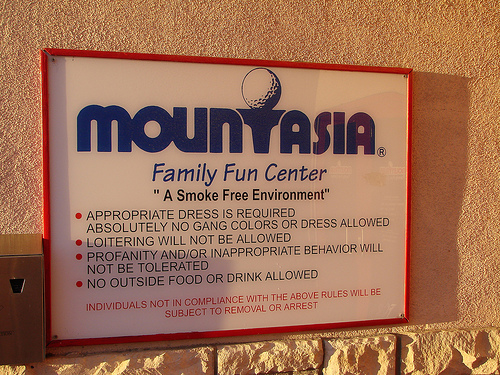 MOUNTASIA®
Family Fun Center
" A Smoke Free Environment"
• APPROPRIATE DRESS IS REQUIRED
ABSOLUTELY NO GANG COLORS OR DRESS ALLOWED
• LOITERING WILL NOT BE ALLOWED
• PROFANITY AND/OR INAPPROPRIATE BEHAVIOR WILL
NOT BE TOLERATED
• NO OUTSIDE FOOD OR DRINK ALLOWED
INDIVIDUALS NOT IN COMPLIANCE WITH THE ABOVE RULES WILL BE
SUBJECT TO REMOVAL OR ARREST